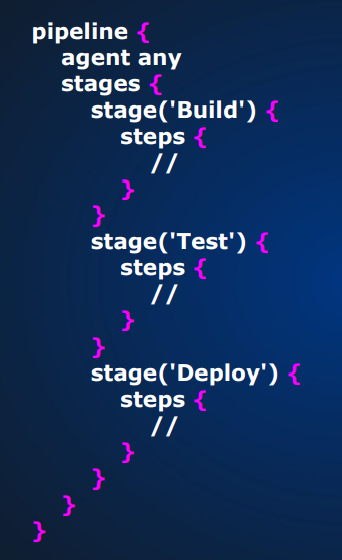 pipeline {
agent any
stages {
stage('Build') {
steps {
//
}
}
stage('Test') {
steps {
//
}
}
stage('Deploy') {
steps {
//
}
}
}
}